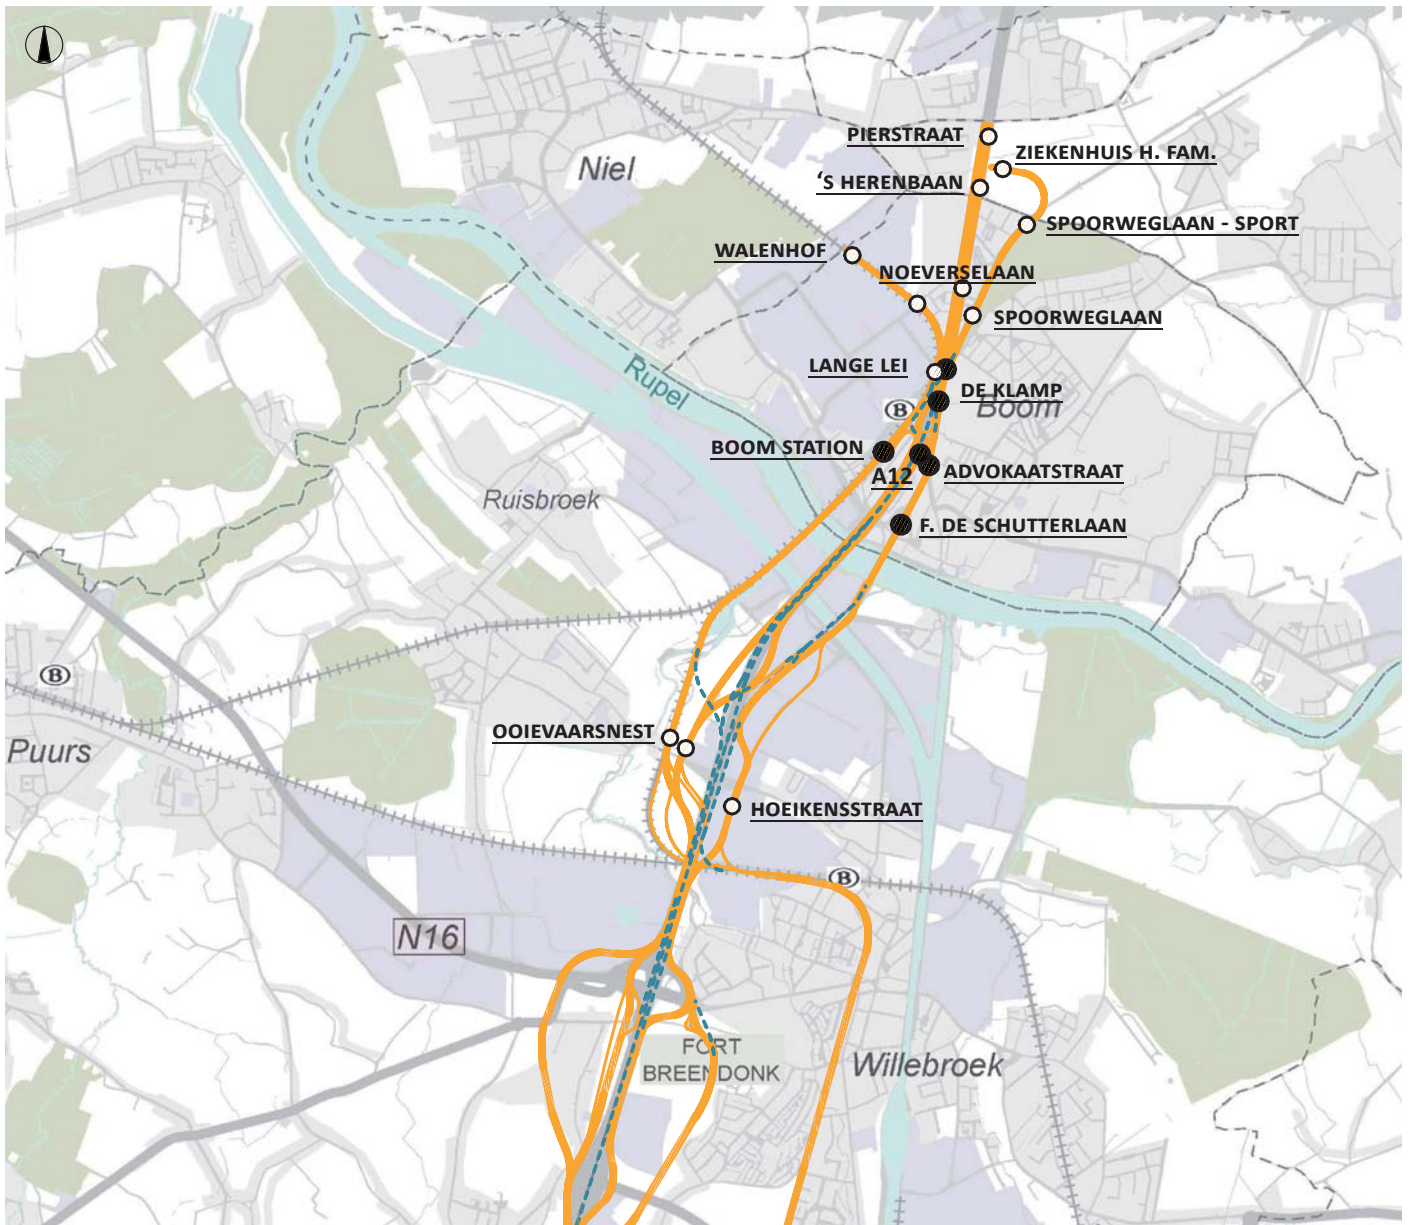 PIERSTRAAT
ZIEKENHUIS H. FAM.
Niel
‘S HERENBAAN
SPOORWEGLAAN - SPORT
WALENHOF
NOEVERSELAAN
SPOORWEGLAAN
LANGE LEI
Rupel
DE KLAMP
B
Boom
BOOM STATION
A12
ADVOKAATSTRAAT
Ruisbroek
F. DE SCHUTTERLAAN
B
OOIEVAARSNEST
Puurs
HOEIKENSSTRAAT
B
N16
FORT
BREENDONK
Willebroek